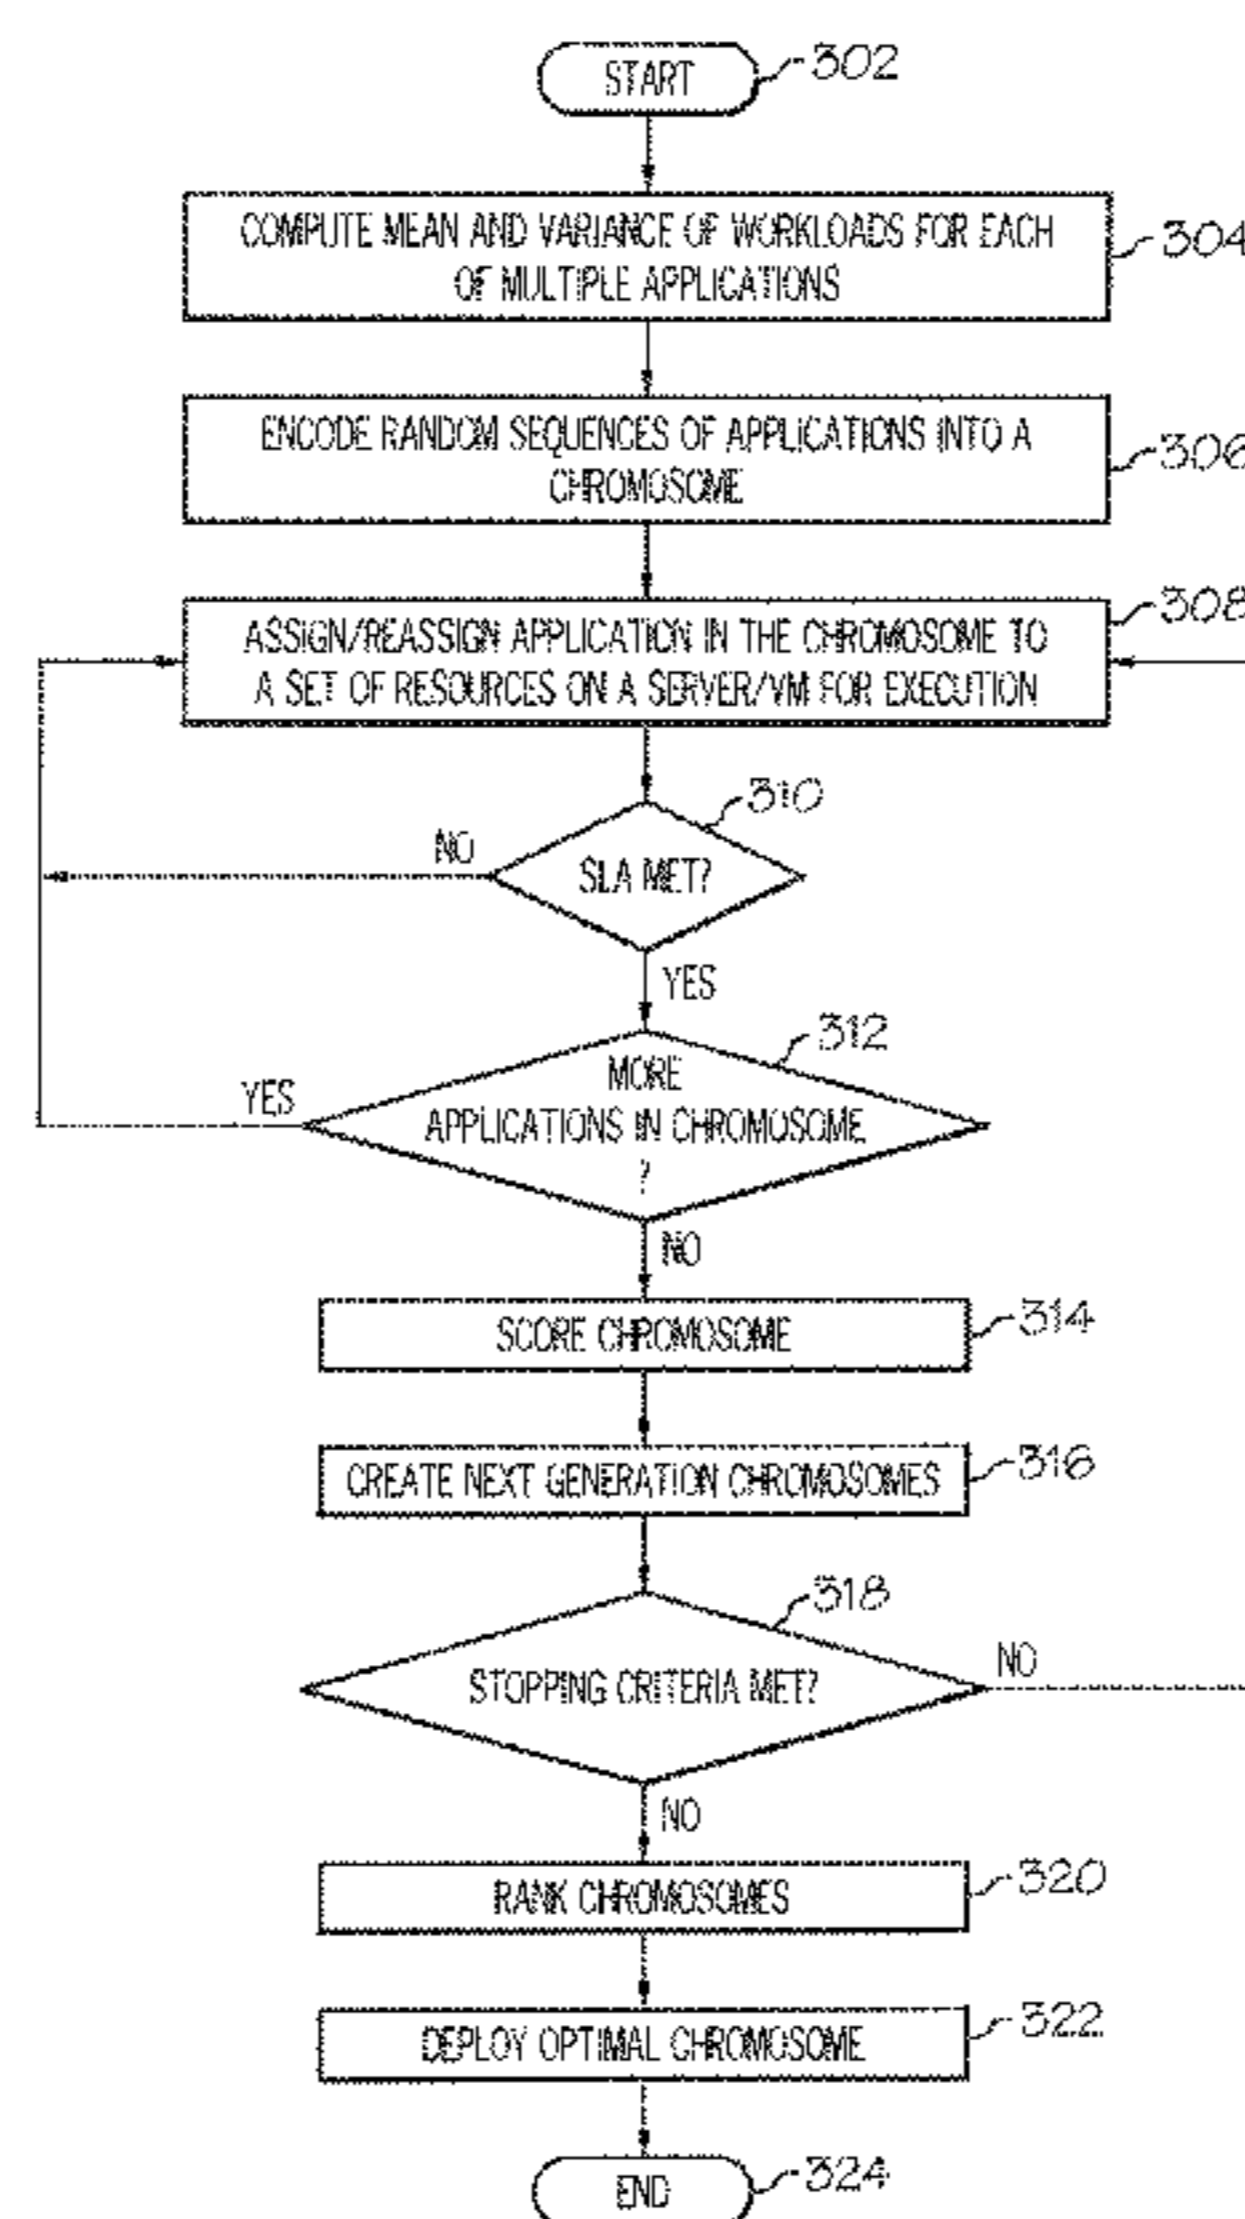 START
302
COMPUTE MEAN AND VARIANCE OF WORKLOADS FOR EACH
OF MULTIPLE APPLICATIONS
304
ENCODE RANDOM SEQUENCES OF APPLICATIONS INTO A
CHROMOSOME
306
ASSIGN/REASSIGN APPLICATION IN THE CHROMOSOME TO
A SET OF RESOURCES ON A SERVER/VM FOR EXECUTION
308
310
NO
SLA MET?
YES
312
YES
MORE
APPLICATIONS IN CHROMOSOME
?
NO
SCORE CHROMOSOME
314
CREATE NEXT GENERATION CHROMOSOMES
316
318
STOPPING CRITERIA MET?
NO
NO
RANK CHROMOSOMES
320
DEPLOY OPTIMAL CHROMOSOME
322
END
324